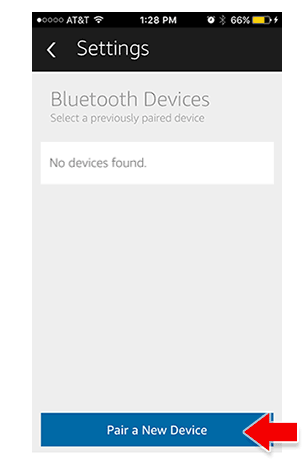 AT&T 1:28 PM 66%
Settings
Bluetooth Devices
Select a previously paired device
No devices found.
Pair a New Device